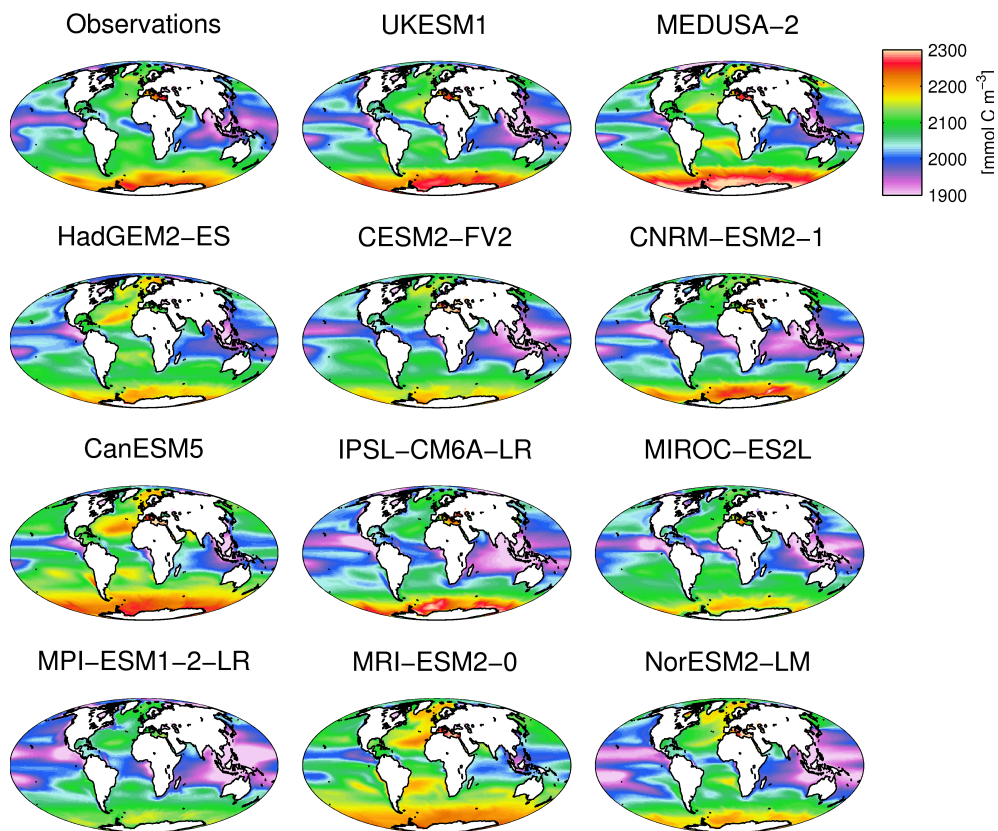 Observations
UKESM1
MEDUSA−2
2300
2200
2100
2000
1900
[mmol C m−3]
HadGEM2−ES
CESM2−FV2
CNRM−ESM2−1
CanESM5
IPSL−CM6A−LR
MIROC−ES2L
MPI−ESM1−2−LR
MRI−ESM2−0
NorESM2−LM